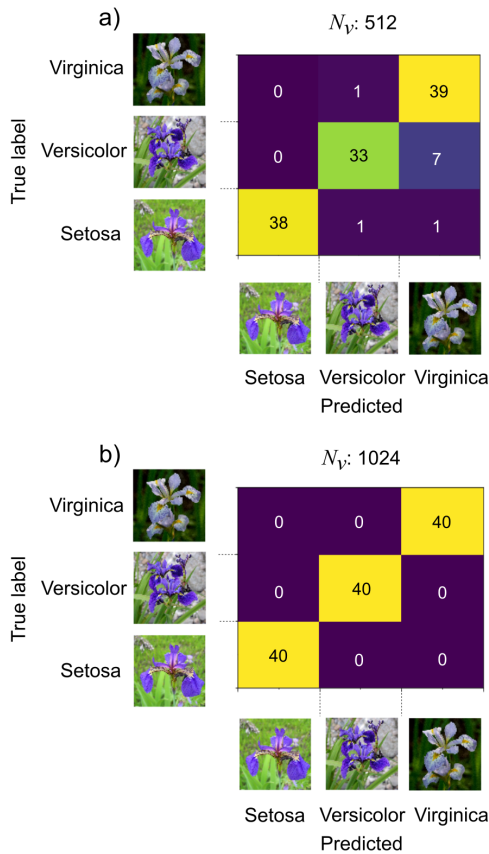 a)
N_v: 512
True label
Virginica
0 1 39
Versicolor
0 33 7
Setosa
38 1 1
Setosa Versicolor Virginica
Predicted
b)
N_v: 1024
True label
Virginica
0 0 40
Versicolor
0 40 0
Setosa
40 0 0
Setosa Versicolor Virginica
Predicted